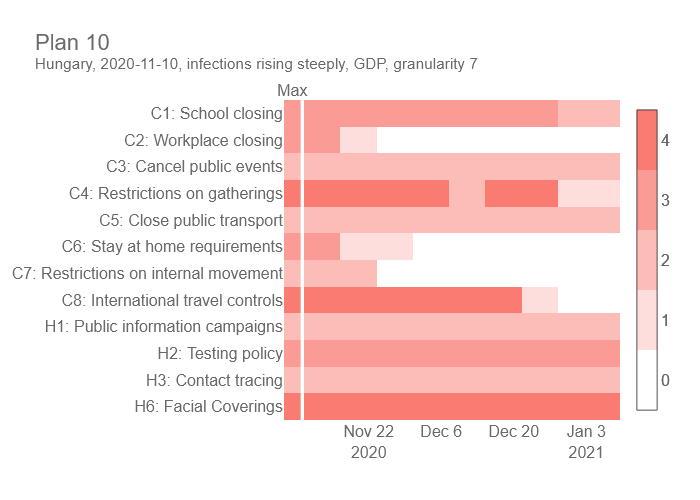 Plan 10
Hungary, 2020-11-10, infections rising steeply, GDP, granularity 7
Max
C1: School closing
C2: Workplace closing
C3: Cancel public events
C4: Restrictions on gatherings
C5: Close public transport
C6: Stay at home requirements
C7: Restrictions on internal movement
C8: International travel controls
H1: Public information campaigns
H2: Testing policy
H3: Contact tracing
H6: Facial Coverings
Nov 22 Dec 6 Dec 20 Jan 3
2020 2021
4
3
2
1
0